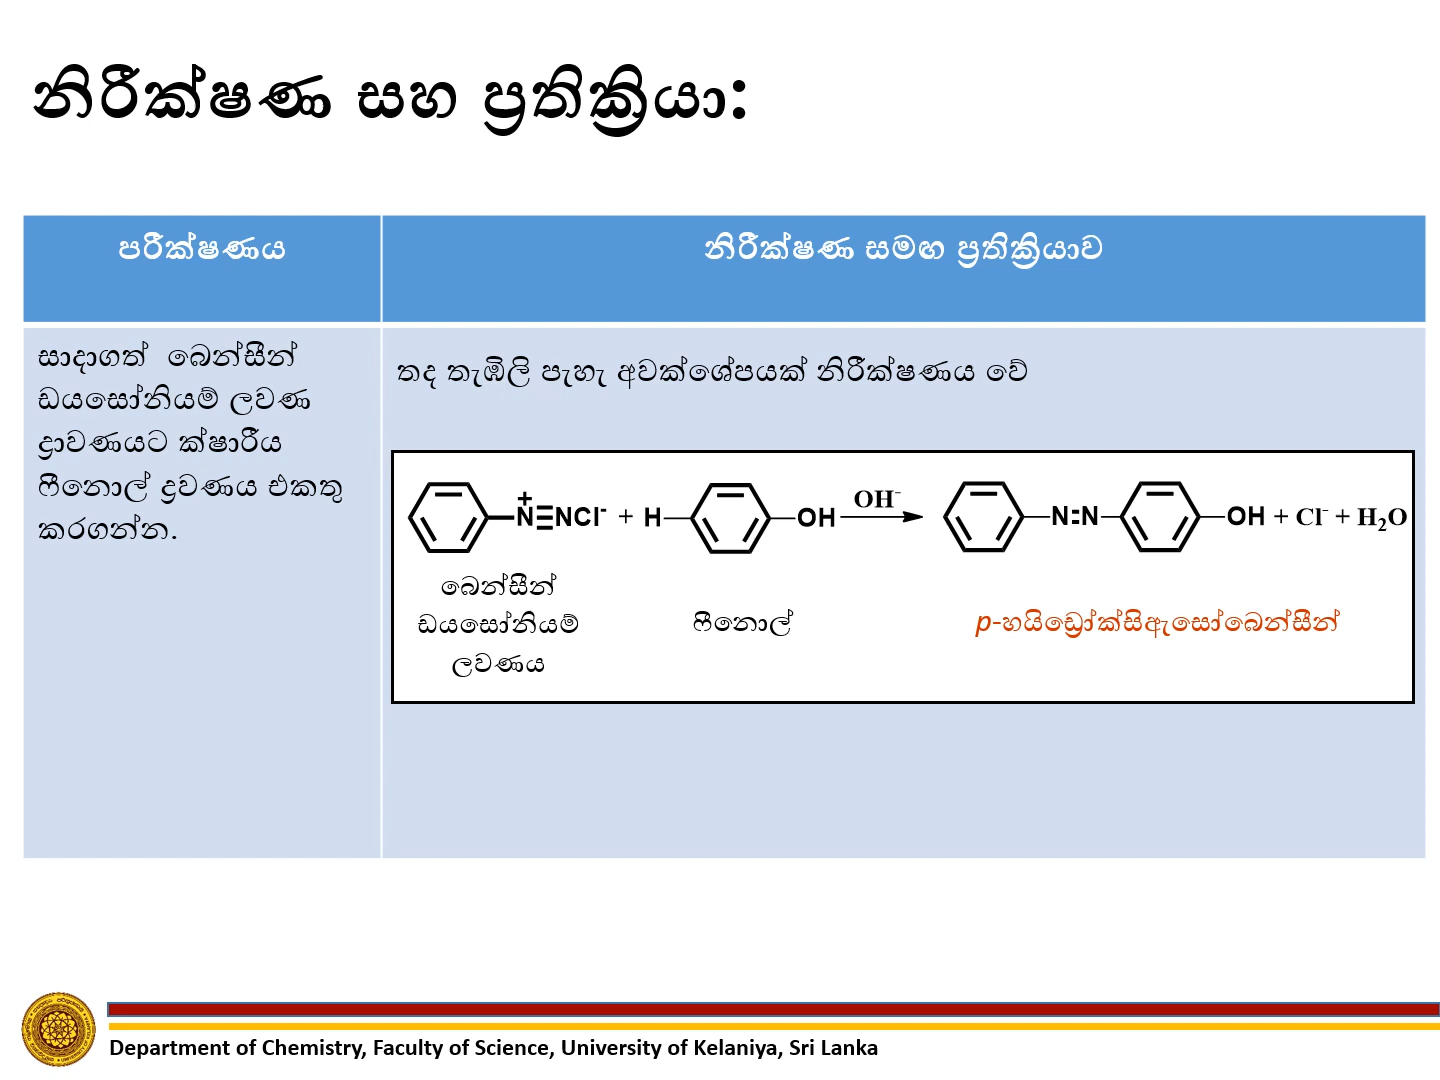 නිරීක්ෂණ සහ ප්‍රතික්‍රියා:
පරීක්ෂණය
නිරීක්ෂණ සමඟ ප්‍රතික්‍රියාව
සාදාගත්  බෙන්සීන්
ඩයසෝනියම් ලවණ
ද්‍රාවණයට ක්ෂාරීය
ෆීනොල් ද්‍රවණය එකතු
කරගන්න.
තද තැඹිලි පැහැ අවක්ශේපයක් නිරීක්ෂණය වේ
N≡NCl⁻ + H OH OH⁻ N=N OH + Cl⁻ + H₂O
+
බෙන්සීන්
ඩයසෝනියම්
ලවණය
ෆීනොල්
p-හයිඩ්‍රෝක්සිඇසෝබෙන්සීන්
Department of Chemistry, Faculty of Science, University of Kelaniya, Sri Lanka